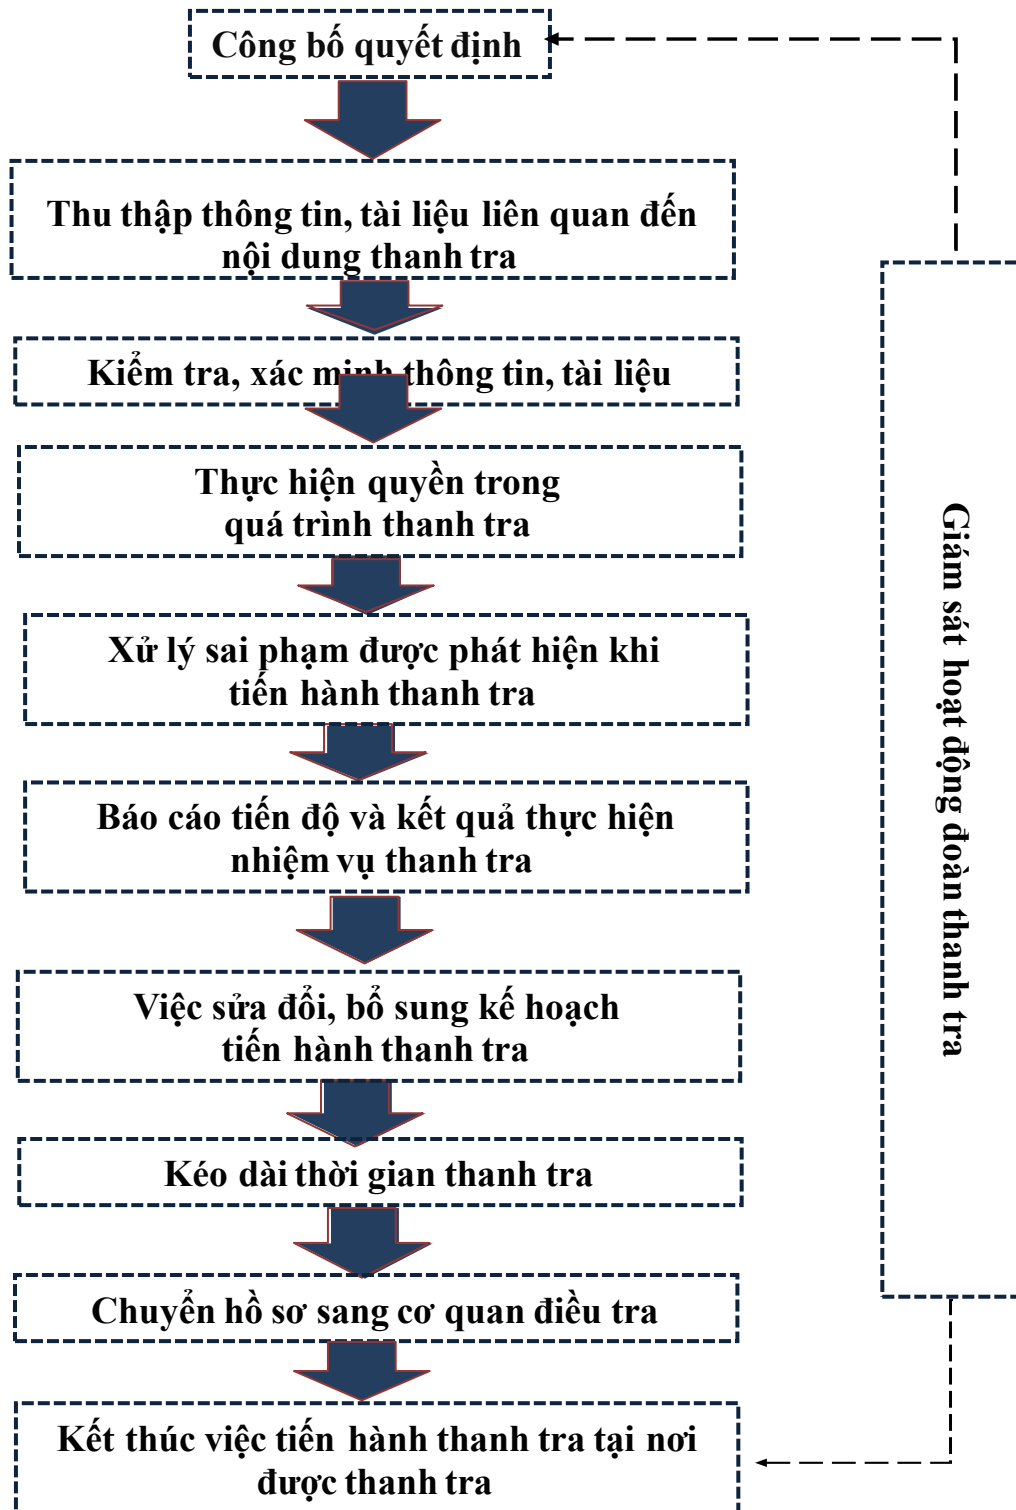 Công bố quyết định
Thu thập thông tin, tài liệu liên quan đến
nội dung thanh tra
Kiểm tra, xác minh thông tin, tài liệu
Thực hiện quyền trong
quá trình thanh tra
Xử lý sai phạm được phát hiện khi
tiến hành thanh tra
Báo cáo tiến độ và kết quả thực hiện
nhiệm vụ thanh tra
Việc sửa đổi, bổ sung kế hoạch
tiến hành thanh tra
Kéo dài thời gian thanh tra
Chuyển hồ sơ sang cơ quan điều tra
Kết thúc việc tiến hành thanh tra tại nơi
được thanh tra
Giám sát hoạt động đoàn thanh tra